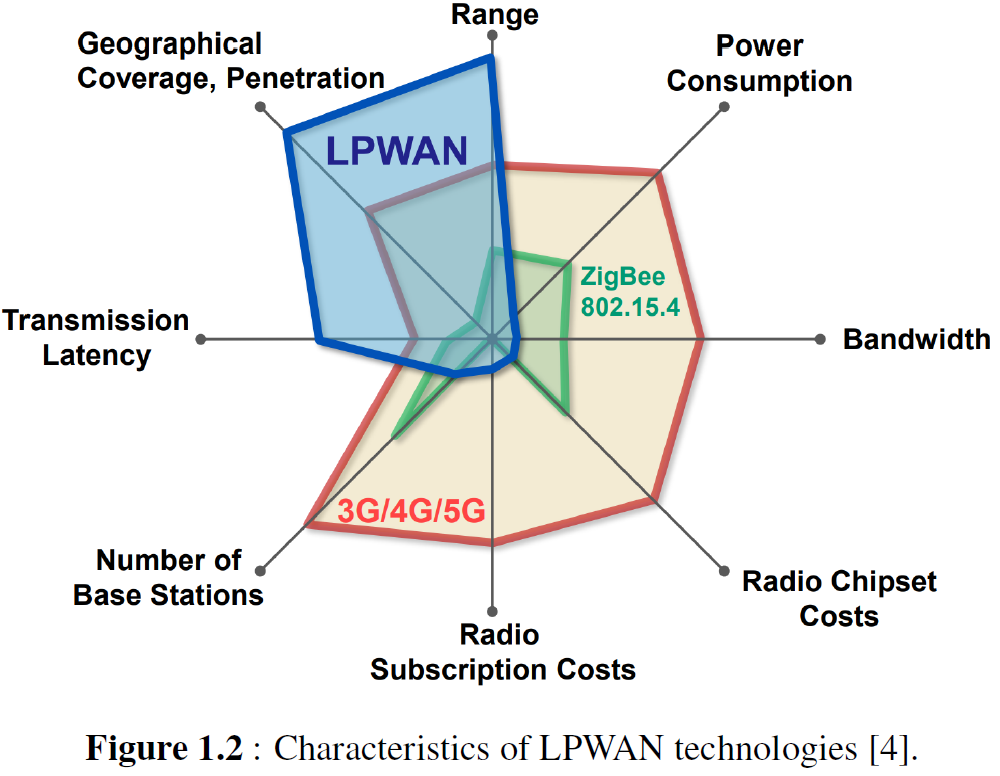 Range
Geographical
Coverage, Penetration
Power
Consumption
LPWAN
ZigBee
802.15.4
Transmission
Latency
Bandwidth
3G/4G/5G
Number of
Base Stations
Radio Chipset
Costs
Radio
Subscription Costs
Figure 1.2 : Characteristics of LPWAN technologies [4].